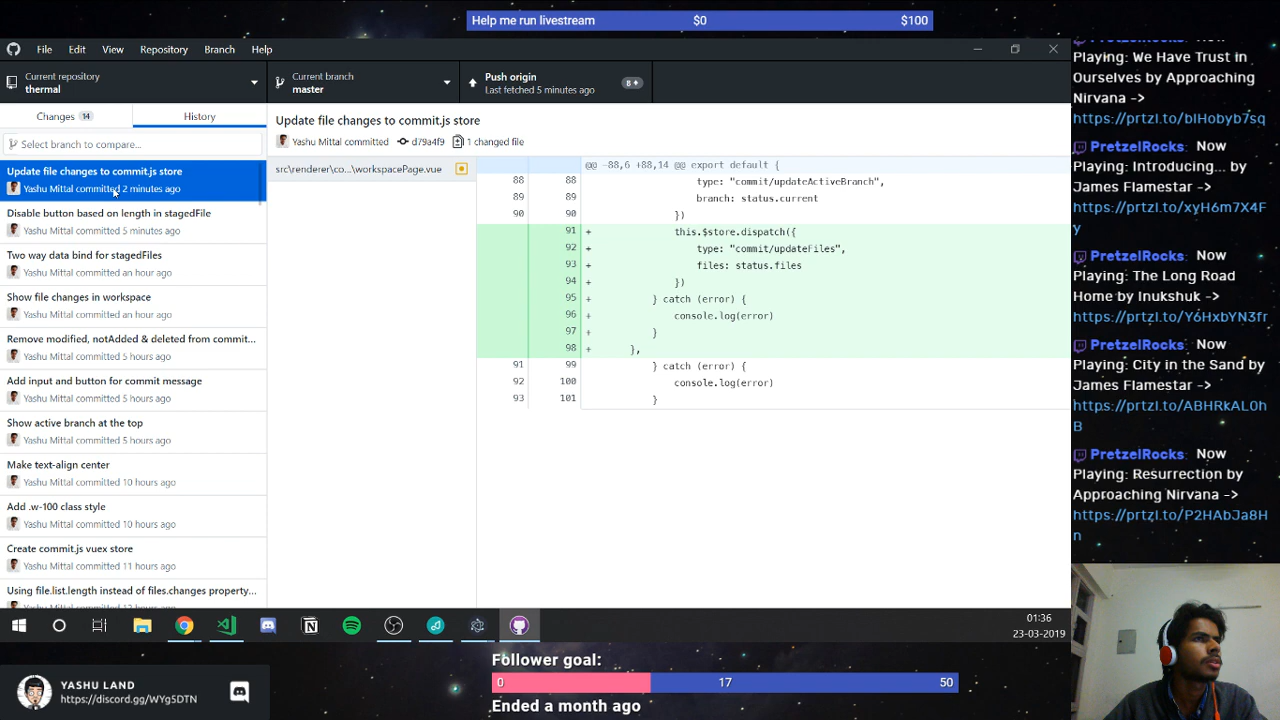 Help me run livestream $0 $100
File Edit View Repository Branch Help
Current repository
thermal
Current branch
master
Push origin
Last fetched 5 minutes ago
8
Changes 14
History
Select branch to compare...
Update file changes to commit.js store
Yashu Mittal committed 2 minutes ago
Disable button based on length in stagedFile
Yashu Mittal committed 5 minutes ago
Two way data bind for stagedFiles
Yashu Mittal committed an hour ago
Show file changes in workspace
Yashu Mittal committed an hour ago
Remove modified, notAdded & deleted from commit...
Yashu Mittal committed 5 hours ago
Add input and button for commit message
Yashu Mittal committed 5 hours ago
Show active branch at the top
Yashu Mittal committed 5 hours ago
Make text-align center
Yashu Mittal committed 10 hours ago
Add .w-100 class style
Yashu Mittal committed 10 hours ago
Create commit.js vuex store
Yashu Mittal committed 11 hours ago
Using file.list.length instead of files.changes property...
Update file changes to commit.js store
Yashu Mittal committed d79a4f9 1 changed file
src\renderer\co...\workspacePage.vue
@@ -88,6 +88,14 @@ export default {
88 88 type: "commit/updateActiveBranch",
89 89 branch: status.current
90 90 })
91 + this.$store.dispatch({
92 + type: "commit/updateFiles",
93 + files: status.files
94 + })
95 + } catch (error) {
96 + console.log(error)
97 + }
98 + },
91 99 } catch (error) {
92 100 console.log(error)
93 101 }
PretzelRocks: Now
Playing: We Have Trust in
Ourselves by Approaching
Nirvana ->
https://prtzl.to/blHobyb7sq
PretzelRocks: Now
Playing: Introducing... by
James Flamestar ->
https://prtzl.to/xyH6m7X4F
y
PretzelRocks: Now
Playing: The Long Road
Home by Inukshuk ->
https://prtzl.to/Y6HxbYN3fr
PretzelRocks: Now
Playing: City in the Sand by
James Flamestar ->
https://prtzl.to/ABHRkAL0h
B
PretzelRocks: Now
Playing: Resurrection by
Approaching Nirvana ->
https://prtzl.to/P2HAbJa8H
n
01:36
23-03-2019
YASHU LAND
https://discord.gg/WYg5DTN
Follower goal:
0 17 50
Ended a month ago